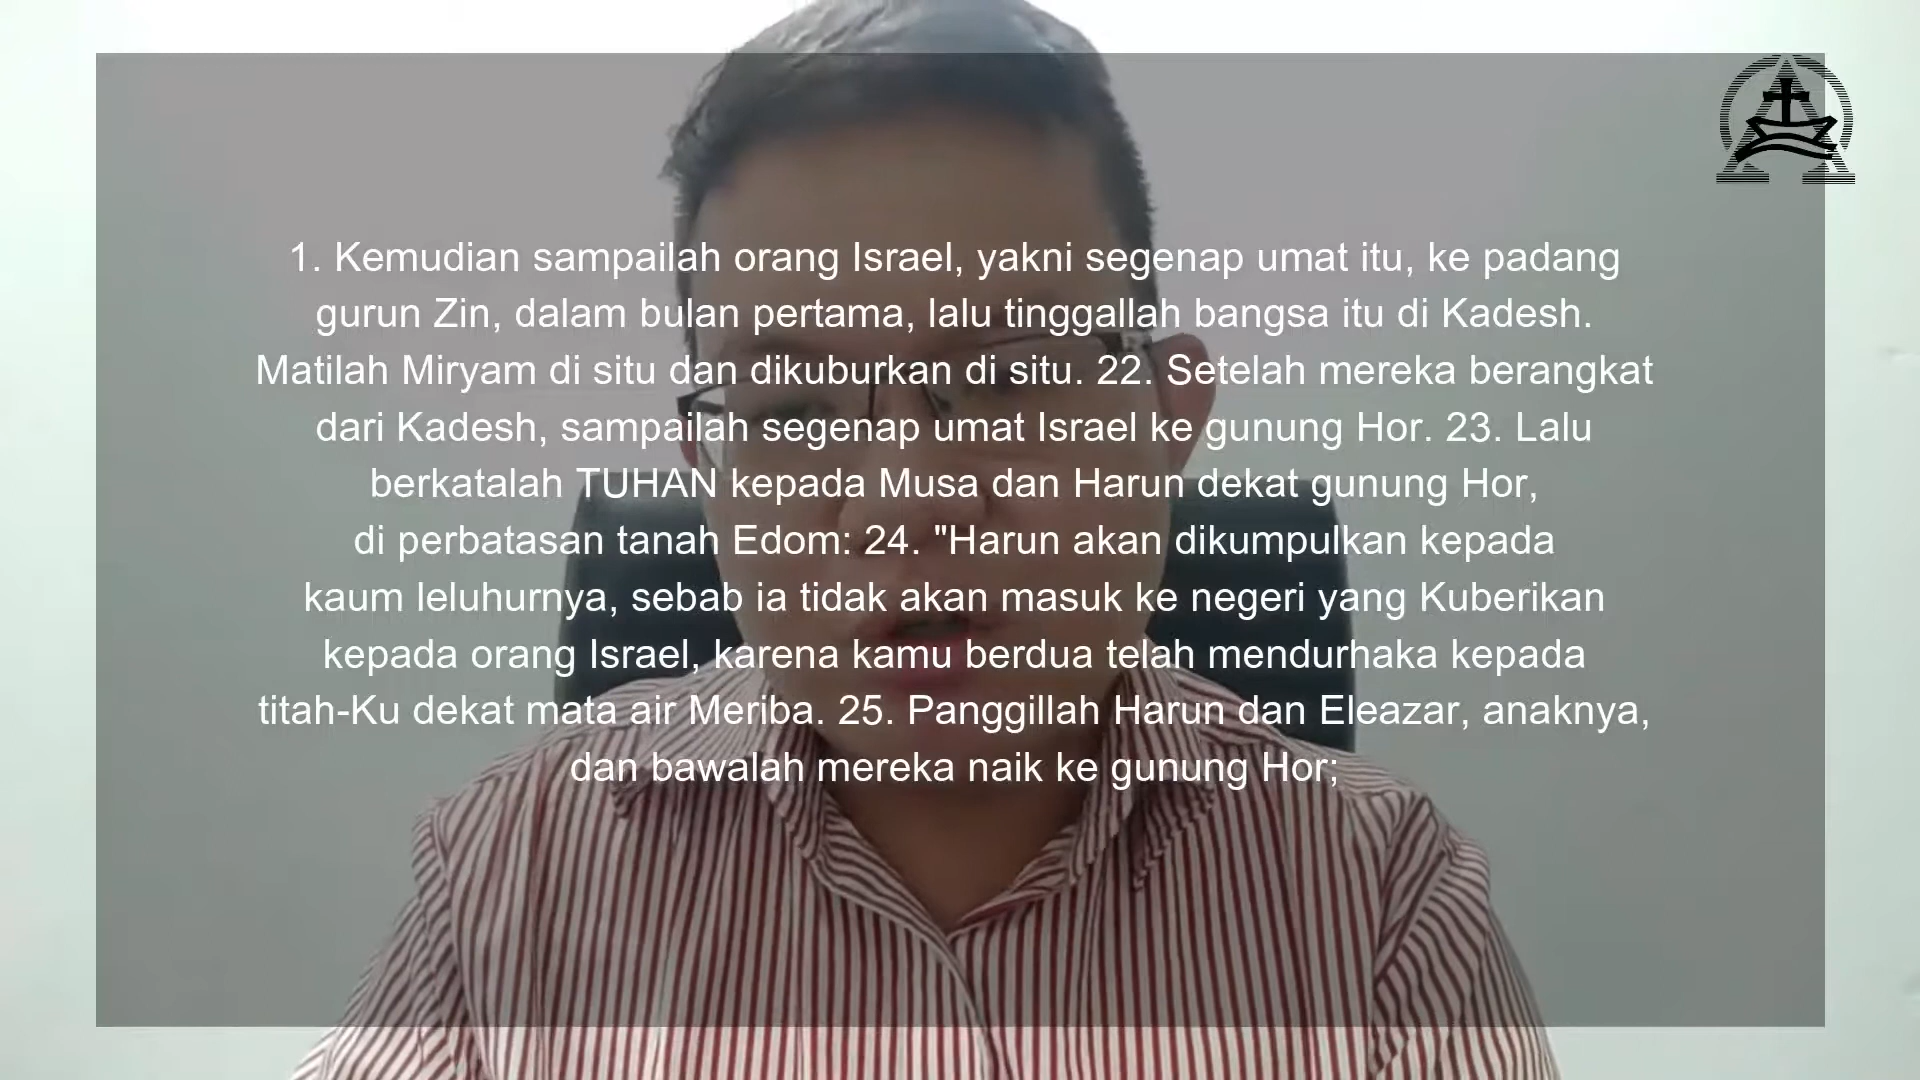 1. Kemudian sampailah orang Israel, yakni segenap umat itu, ke padang
gurun Zin, dalam bulan pertama, lalu tinggallah bangsa itu di Kadesh.
Matilah Miryam di situ dan dikuburkan di situ. 22. Setelah mereka berangkat
dari Kadesh, sampailah segenap umat Israel ke gunung Hor. 23. Lalu
berkatalah TUHAN kepada Musa dan Harun dekat gunung Hor,
di perbatasan tanah Edom: 24. "Harun akan dikumpulkan kepada
kaum leluhurnya, sebab ia tidak akan masuk ke negeri yang Kuberikan
kepada orang Israel, karena kamu berdua telah mendurhaka kepada
titah-Ku dekat mata air Meriba. 25. Panggillah Harun dan Eleazar, anaknya,
dan bawalah mereka naik ke gunung Hor;